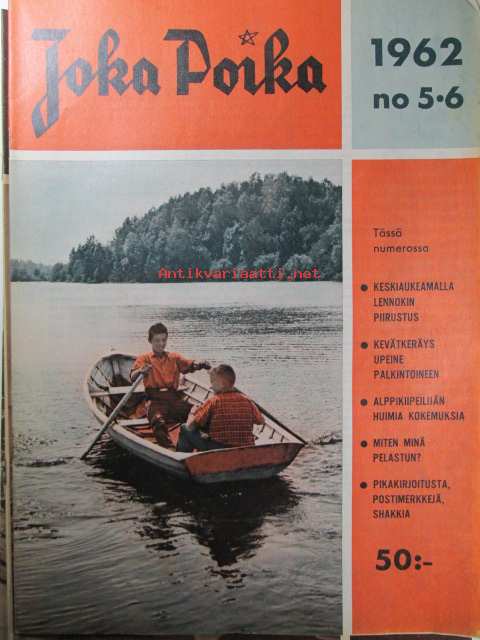 Joka Poika
1962
no 5•6
Tässä
numerossa
• KESKIAUKEAMALLA
LENNOKIN
PIIRUSTUS
• KEVÄTKERÄYS
UPEINE
PALKINTOINEEN
• ALPPIKIIPEILIJÄN
HUIMIA KOKEMUKSIA
• MITEN MINÄ
PELASTUN?
• PIKAKIRJOITUSTA,
POSTIMERKKEJÄ,
SHAKKIA
50:-
Antikvariaatti.net